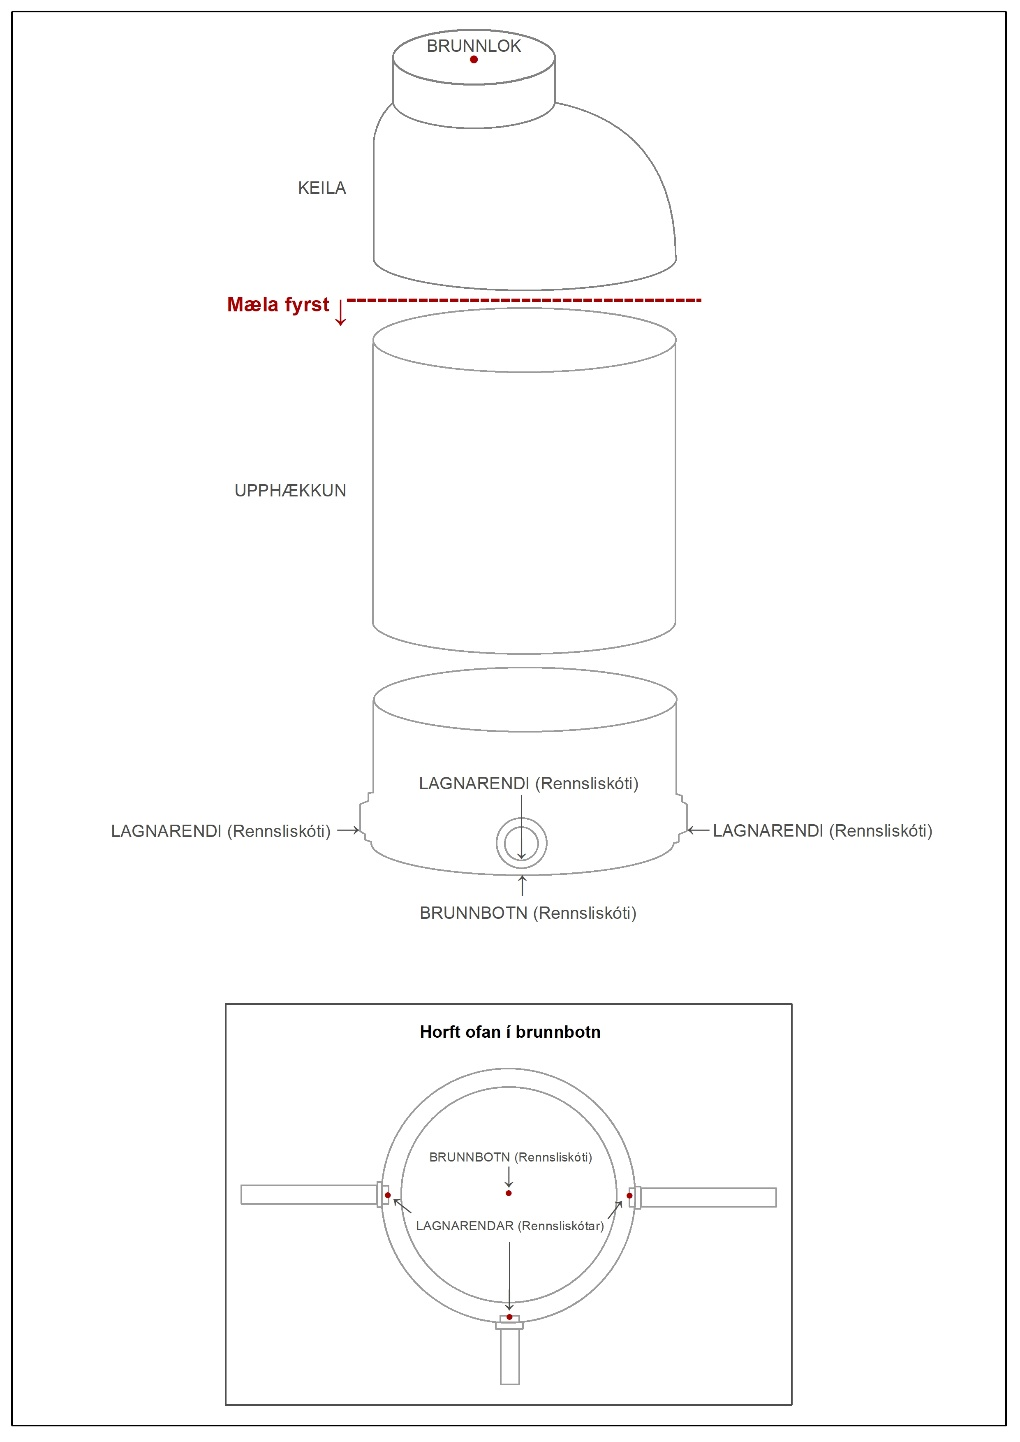 BRUNNLOK
KEILA
Mæla fyrst
UPPHÆKKUN
LAGNARENDI (Rennsliskóti)
LAGNARENDI (Rennsliskóti)
LAGNARENDI (Rennsliskóti)
BRUNNBOTN (Rennsliskóti)
Horft ofan í brunnbotn
BRUNNBOTN (Rennsliskóti)
LAGNARENDAR (Rennsliskótar)